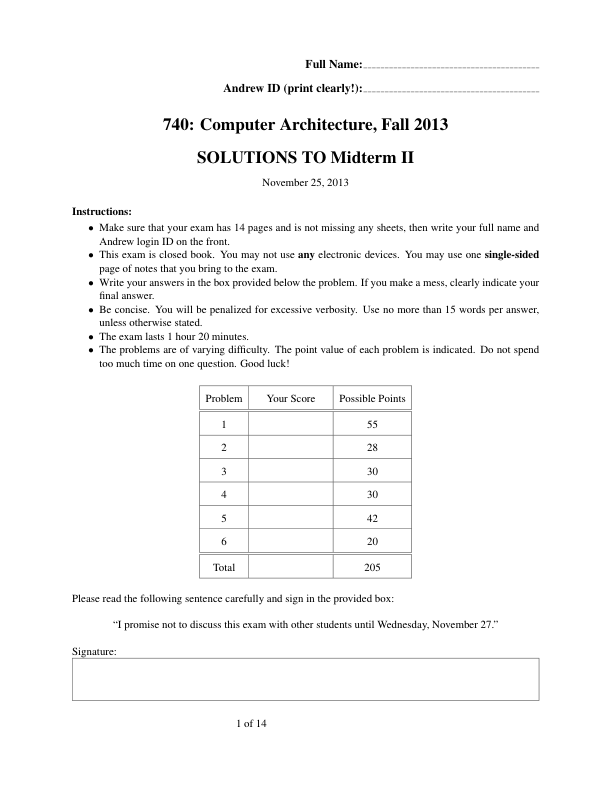 Full Name:
Andrew ID (print clearly!):
740: Computer Architecture, Fall 2013
SOLUTIONS TO Midterm II
November 25, 2013
Instructions:
• Make sure that your exam has 14 pages and is not missing any sheets, then write your full name and
Andrew login ID on the front.
• This exam is closed book. You may not use any electronic devices. You may use one single-sided
page of notes that you bring to the exam.
• Write your answers in the box provided below the problem. If you make a mess, clearly indicate your
final answer.
• Be concise. You will be penalized for excessive verbosity. Use no more than 15 words per answer,
unless otherwise stated.
• The exam lasts 1 hour 20 minutes.
• The problems are of varying difficulty. The point value of each problem is indicated. Do not spend
too much time on one question. Good luck!
Problem Your Score Possible Points
1 55
2 28
3 30
4 30
5 42
6 20
Total 205
Please read the following sentence carefully and sign in the provided box:
“I promise not to discuss this exam with other students until Wednesday, November 27.”
Signature:
1 of 14